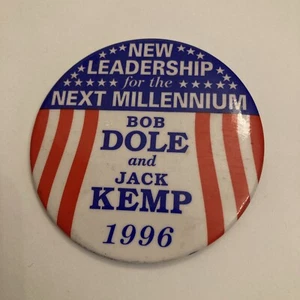 NEW
LEADERSHIP
for the
NEXT MILLENNIUM
BOB
DOLE
and
JACK
KEMP
1996